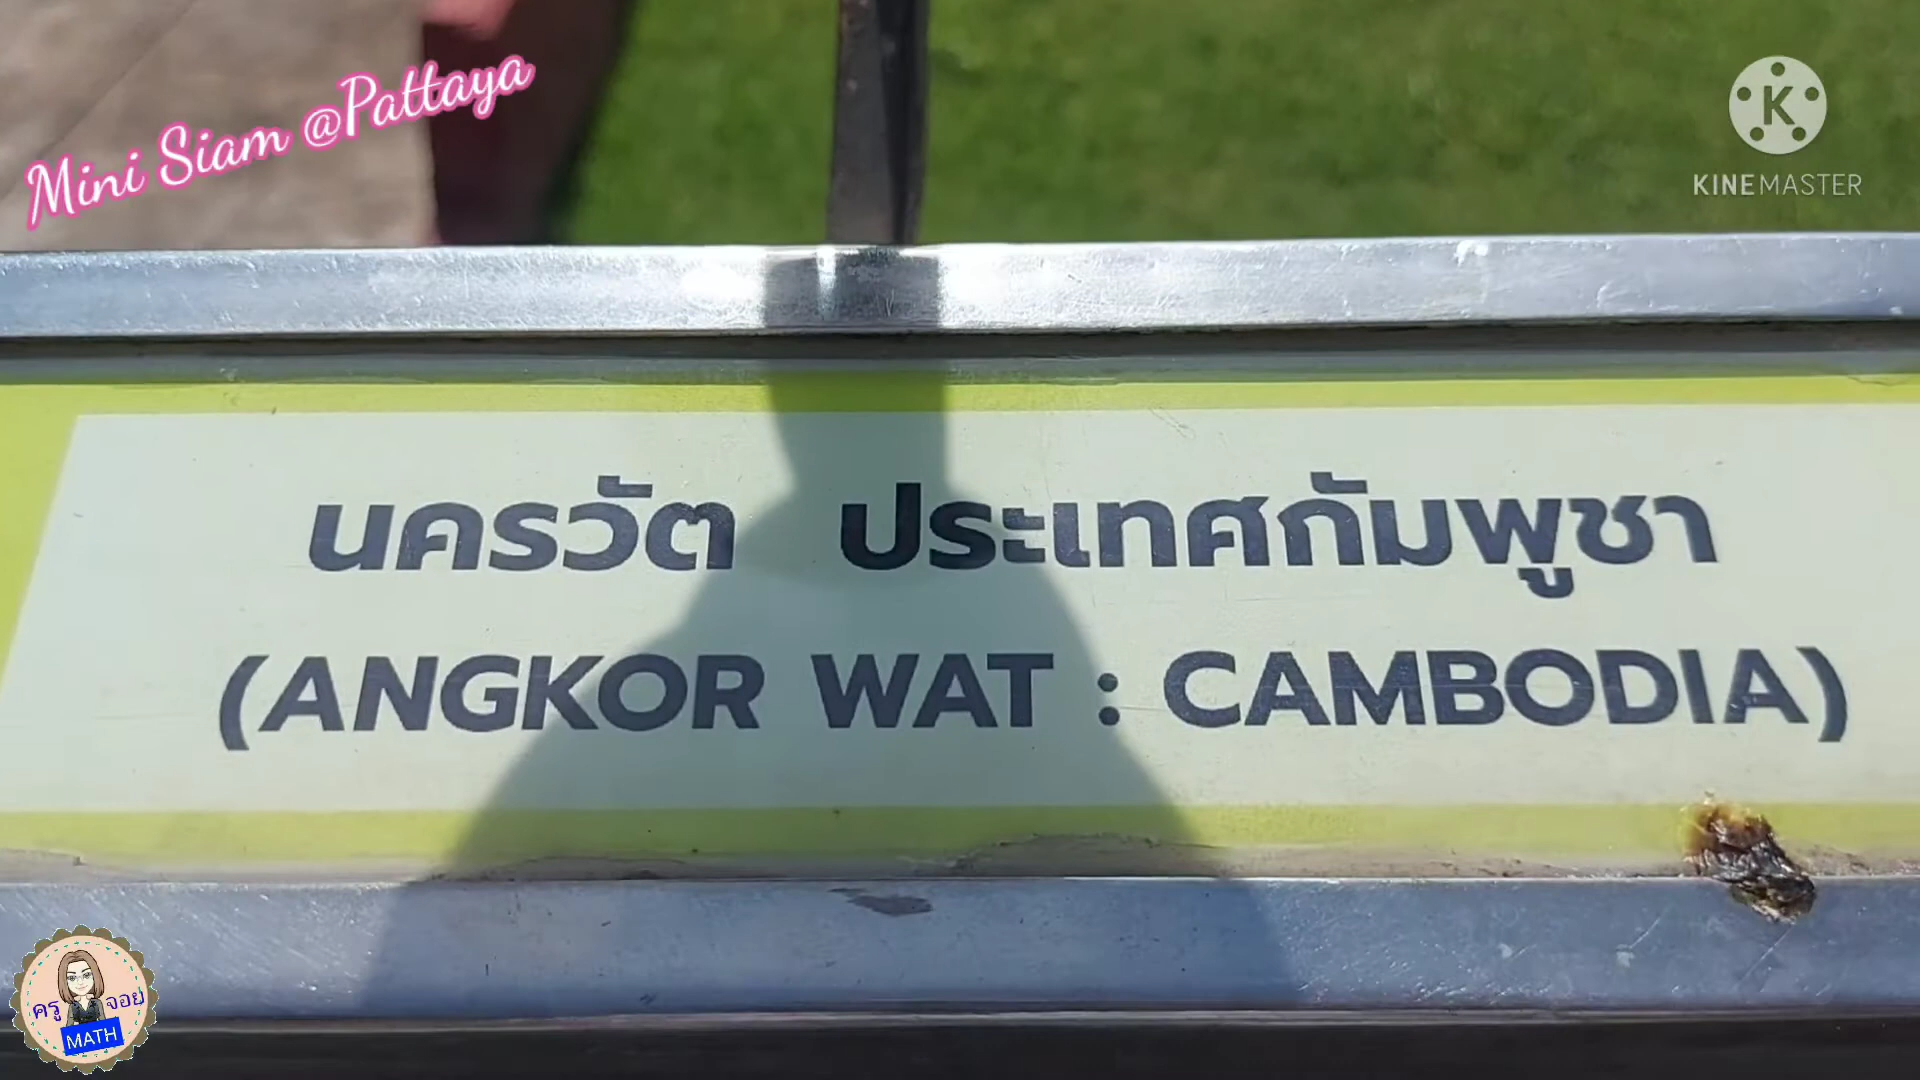 Mini Siam @Pattaya
K
KINEMASTER
นครวัต ประเทศกัมพูชา
(ANGKOR WAT : CAMBODIA)
ครู จอย
MATH